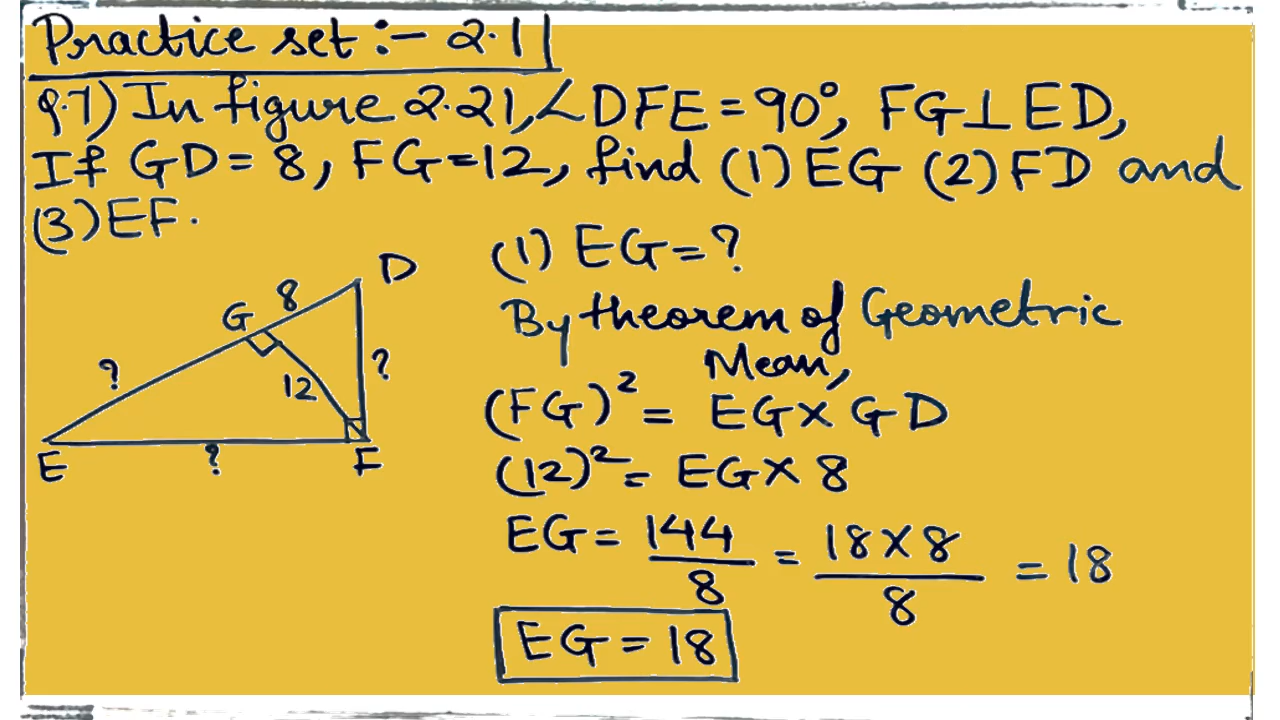 Practice set :- 2.1
Q.7) In figure 2.21, ∠DFE = 90°, FG⊥ED,
If GD = 8, FG = 12, find (1) EG (2) FD and
(3) EF.
D
8
G
?
12
?
E
?
F
(1) EG = ?
By theorem of Geometric
Mean,
(FG)² = EG × GD
(12)² = EG × 8
EG = 144/8 = 18×8/8 = 18
EG = 18